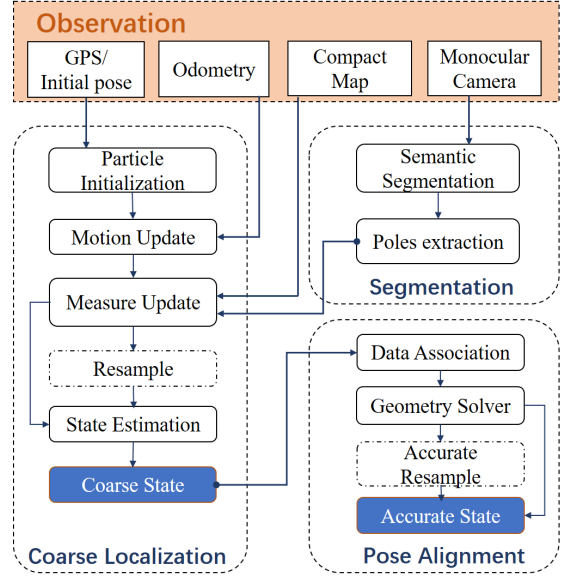 Observation
GPS/
Initial pose
Odometry
Compact
Map
Monocular
Camera
Particle
Initialization
Motion Update
Measure Update
Resample
State Estimation
Coarse State
Coarse Localization
Semantic
Segmentation
Poles extraction
Segmentation
Data Association
Geometry Solver
Accurate
Resample
Accurate State
Pose Alignment